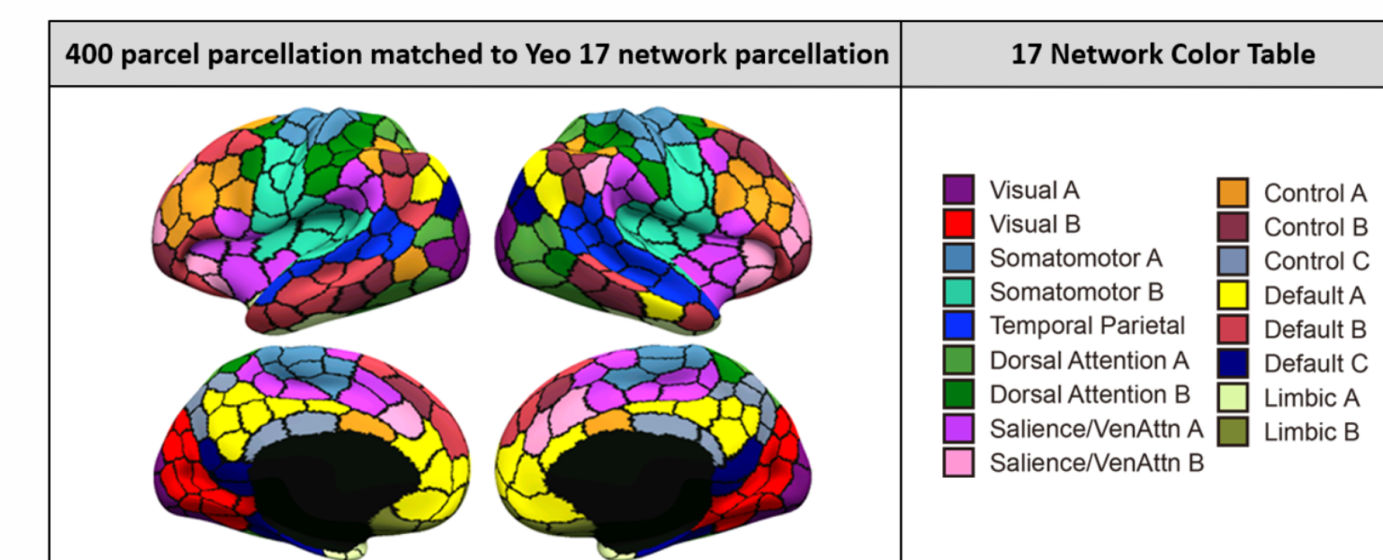 400 parcel parcellation matched to Yeo 17 network parcellation
17 Network Color Table
Visual A
Visual B
Somatomotor A
Somatomotor B
Temporal Parietal
Dorsal Attention A
Dorsal Attention B
Salience/VenAttn A
Salience/VenAttn B
Control A
Control B
Control C
Default A
Default B
Default C
Limbic A
Limbic B